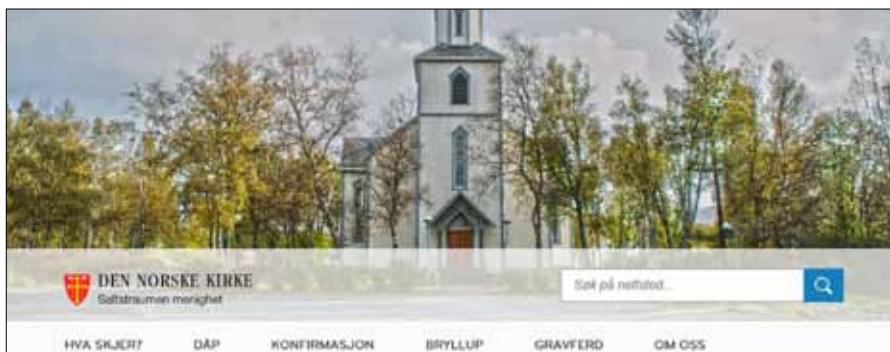 DEN NORSKE KIRKE
Saltstraumen menighet
Søk på nettsted...
HVA SKJER? DÅP KONFIRMASJON BRYLLUP GRAVFERD OM OSS